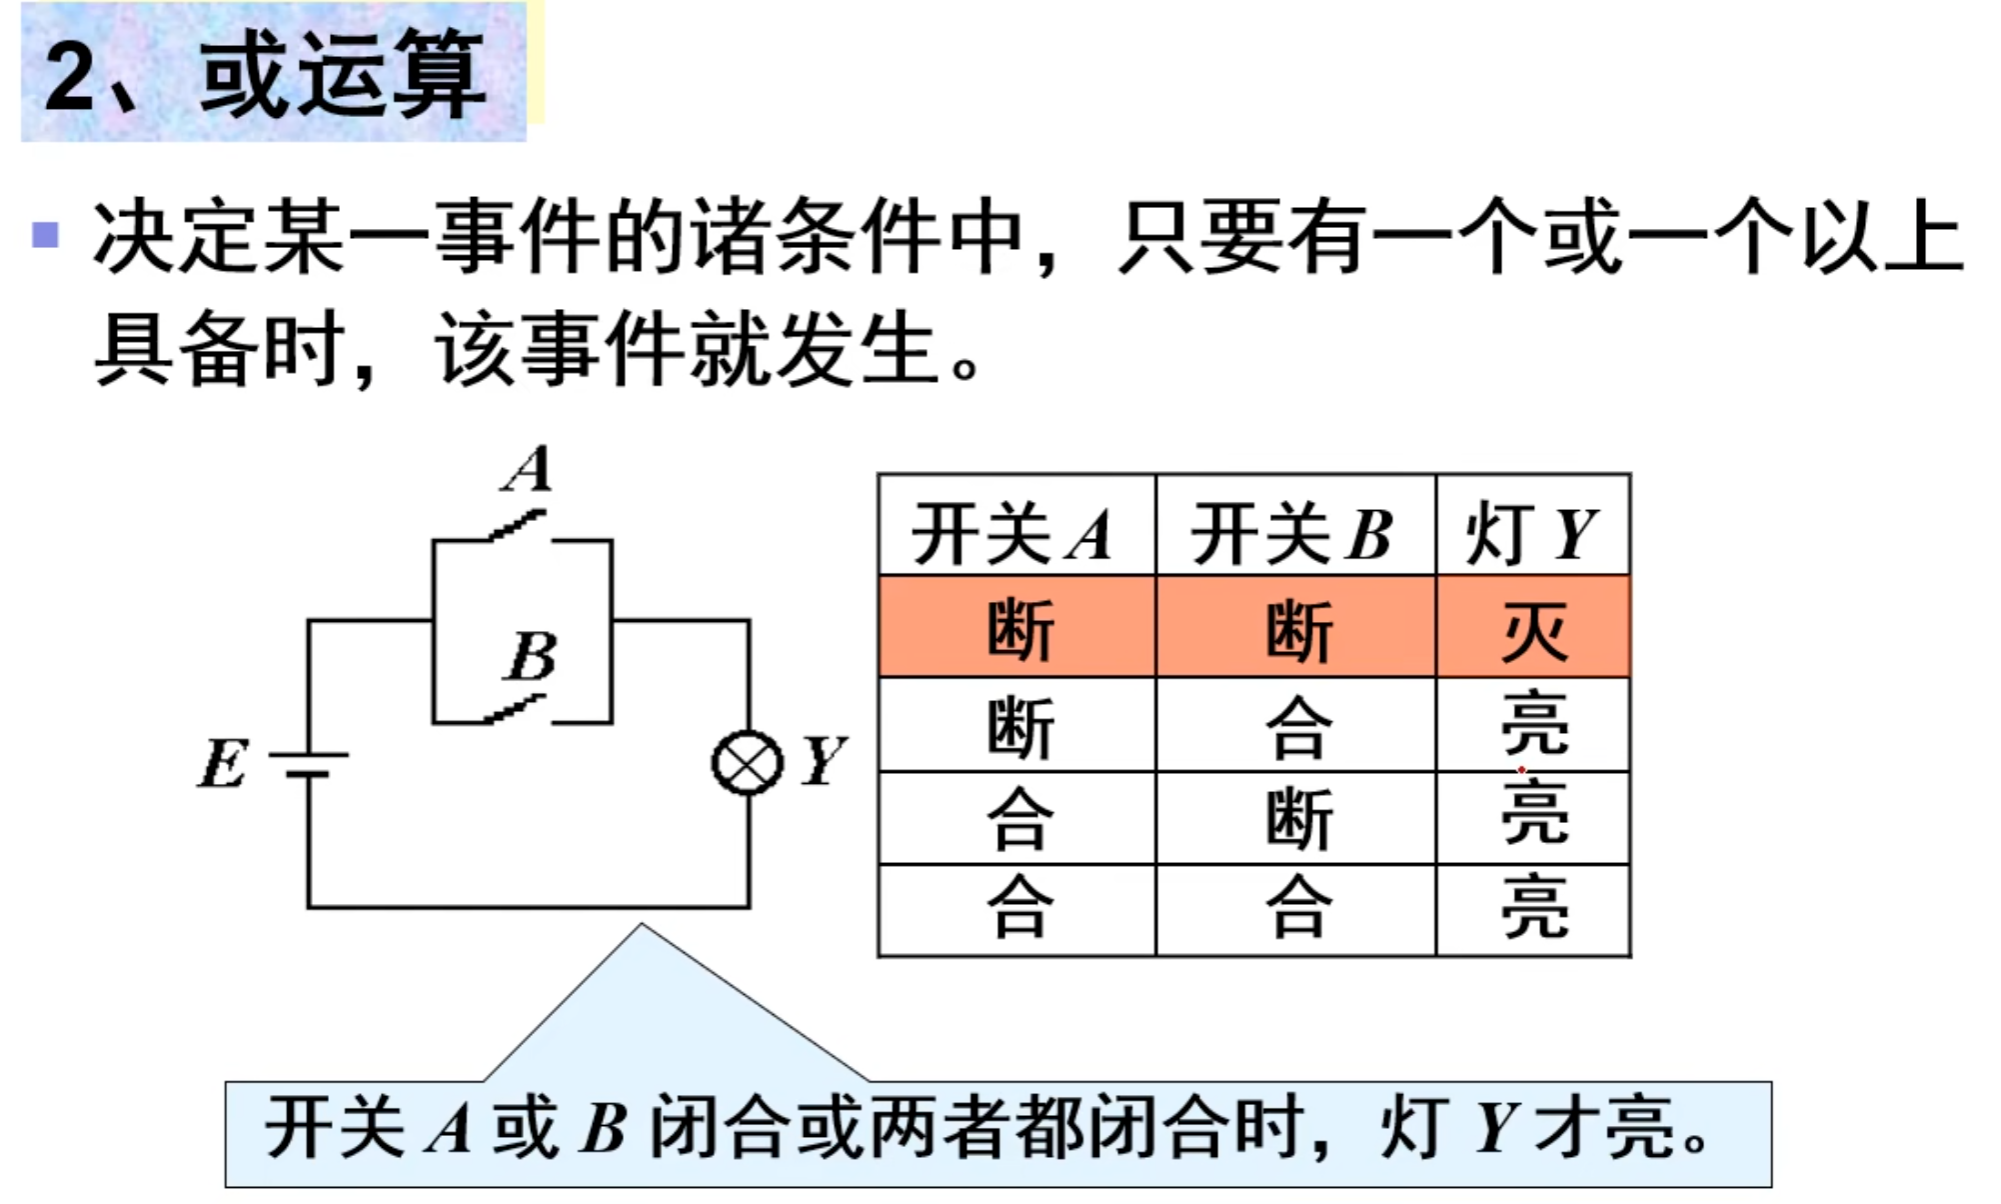 2、或运算
决定某一事件的诸条件中，只要有一个或一个以上
具备时，该事件就发生。
A
B
E
Y
开关A 开关B 灯Y
断 断 灭
断 合 亮
合 断 亮
合 合 亮
开关 A 或 B 闭合或两者都闭合时，灯 Y 才亮。